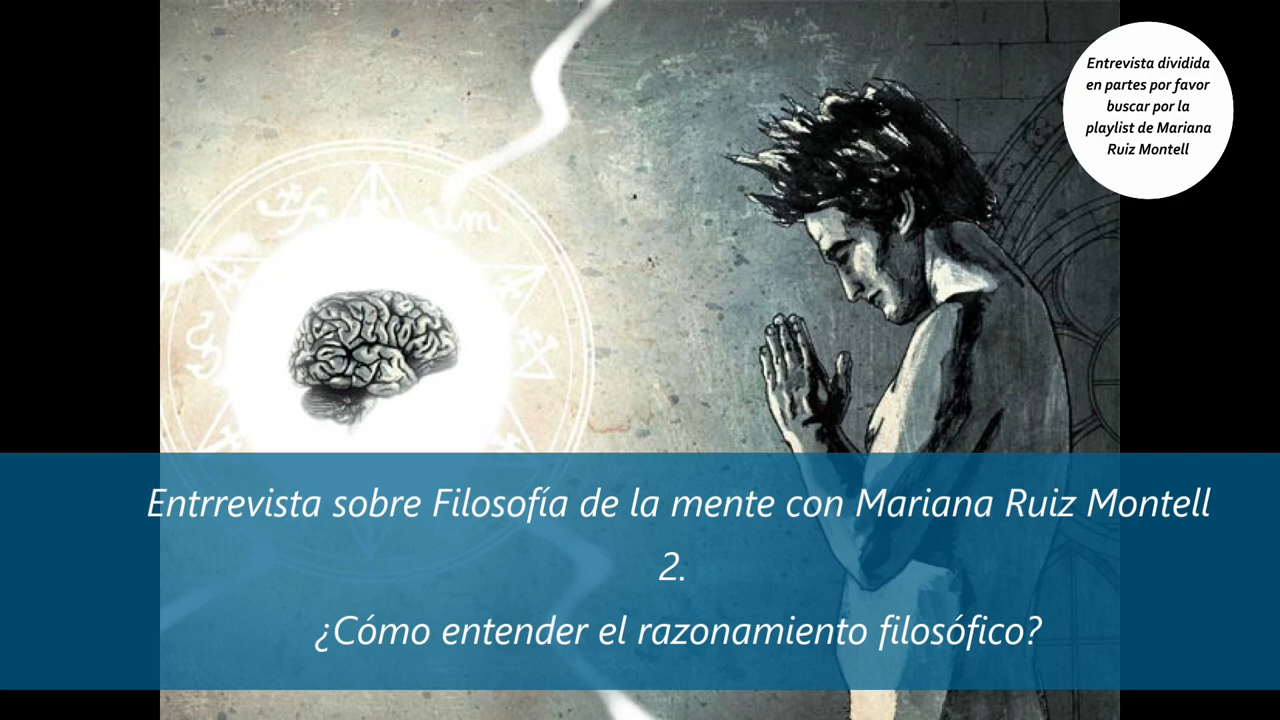 Entrevista dividida
en partes por favor
buscar por la
playlist de Mariana
Ruiz Montell
Entrrevista sobre Filosofía de la mente con Mariana Ruiz Montell
2.
¿Cómo entender el razonamiento filosófico?